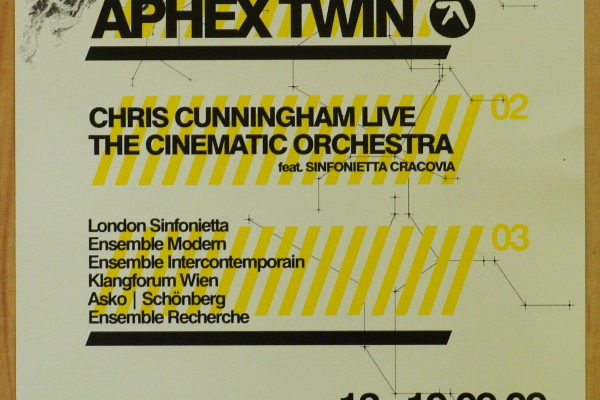 APHEX TWIN
02
CHRIS CUNNINGHAM LIVE
THE CINEMATIC ORCHESTRA
feat. SINFONIETTA CRACOVIA
03
London Sinfonietta
Ensemble Modern
Ensemble Intercontemporain
Klangforum Wien
Asko | Schönberg
Ensemble Recherche